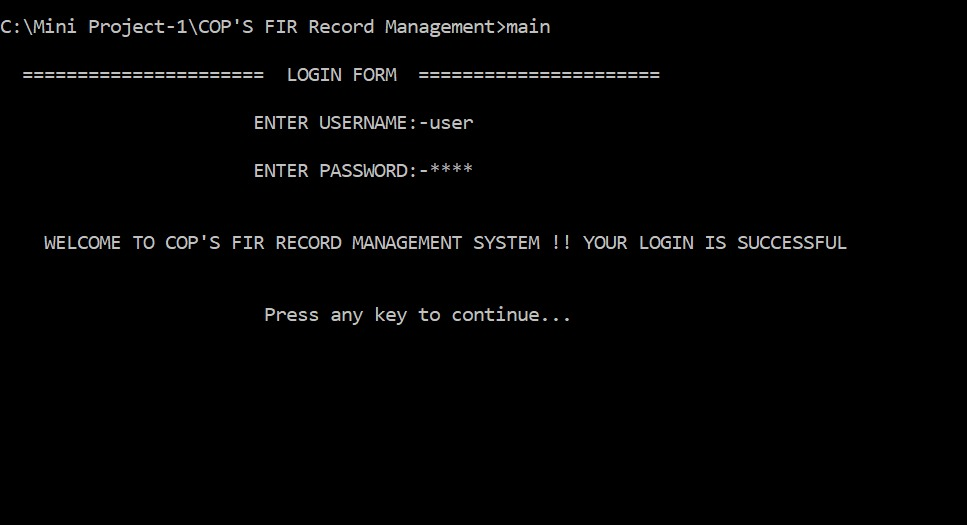 C:\Mini Project-1\COP'S FIR Record Management>main
====================== LOGIN FORM ======================
ENTER USERNAME:-user
ENTER PASSWORD:-****
WELCOME TO COP'S FIR RECORD MANAGEMENT SYSTEM !! YOUR LOGIN IS SUCCESSFUL
Press any key to continue...